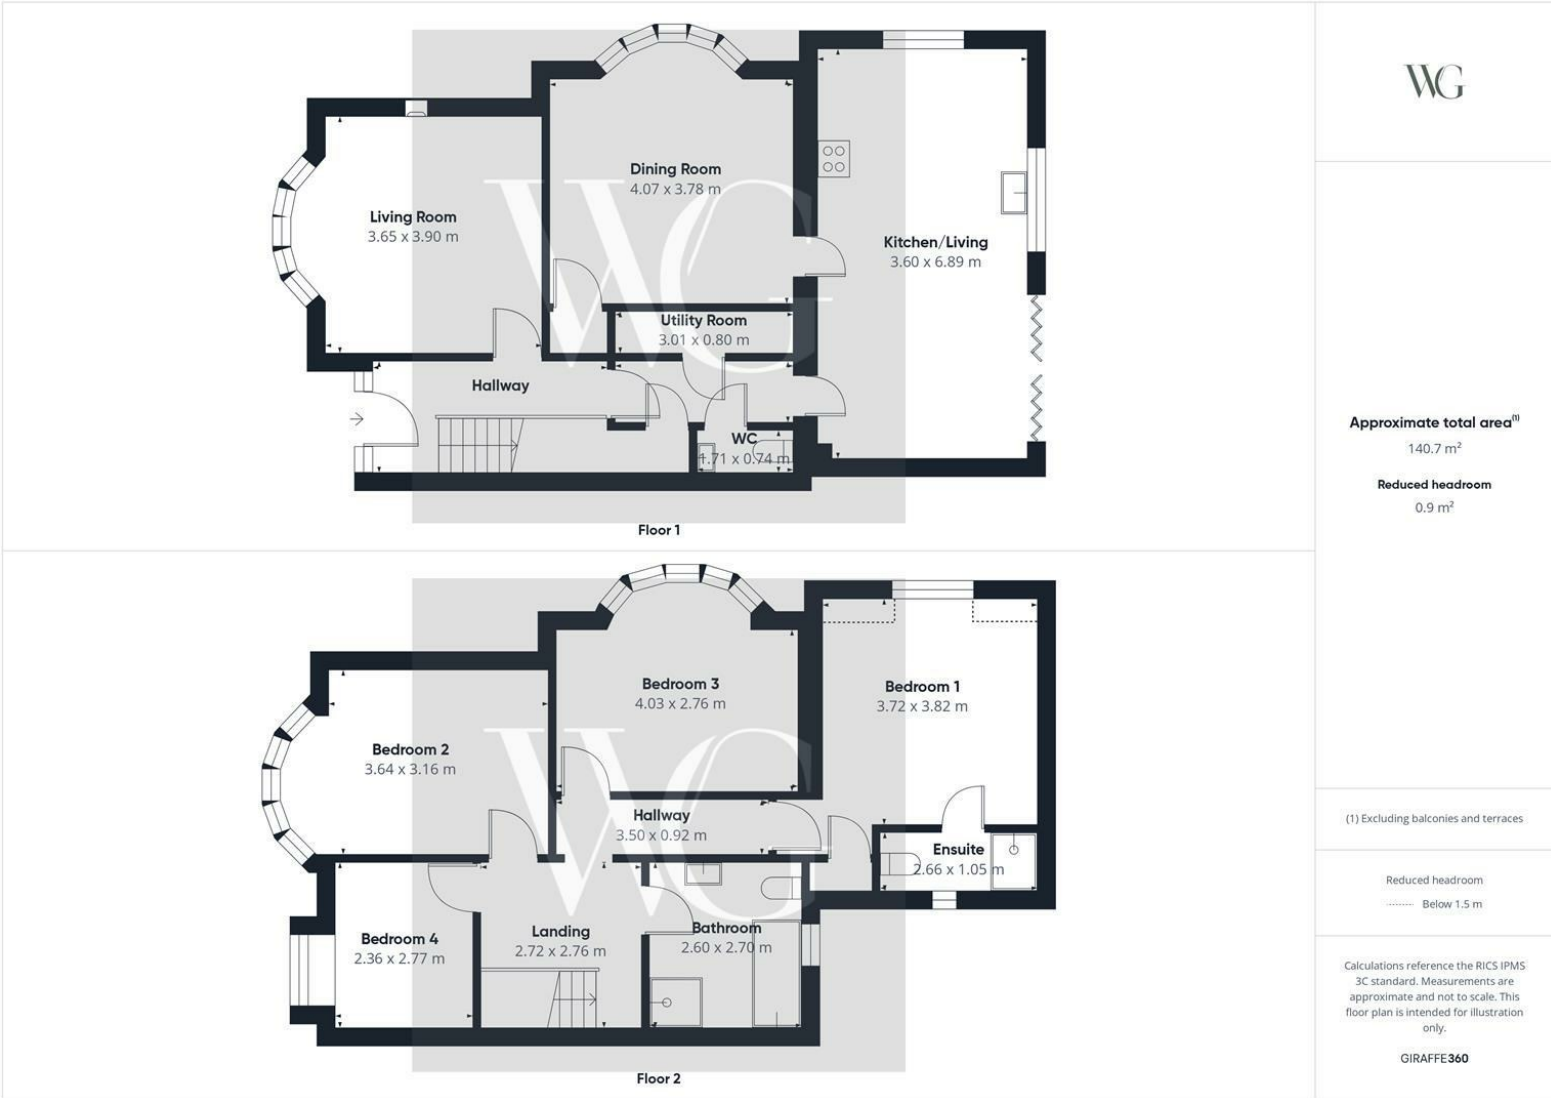 Living Room
3.65 x 3.90 m
Dining Room
4.07 x 3.78 m
Kitchen/Living
3.60 x 6.89 m
Utility Room
3.01 x 0.80 m
Hallway
WC
1.71 x 0.74 m
WG
Floor 1
Bedroom 2
3.64 x 3.16 m
Bedroom 3
4.03 x 2.76 m
Bedroom 1
3.72 x 3.82 m
Hallway
3.50 x 0.92 m
Ensuite
2.66 x 1.05 m
Bedroom 4
2.36 x 2.77 m
Landing
2.72 x 2.76 m
Bathroom
2.60 x 2.70 m
WG
Floor 2
WG
Approximate total area(1)
140.7 m²
Reduced headroom
0.9 m²
(1) Excluding balconies and terraces
Reduced headroom
Below 1.5 m
Calculations reference the RICS IPMS
3C standard. Measurements are
approximate and not to scale. This
floor plan is intended for illustration
only.
GIRAFFE360